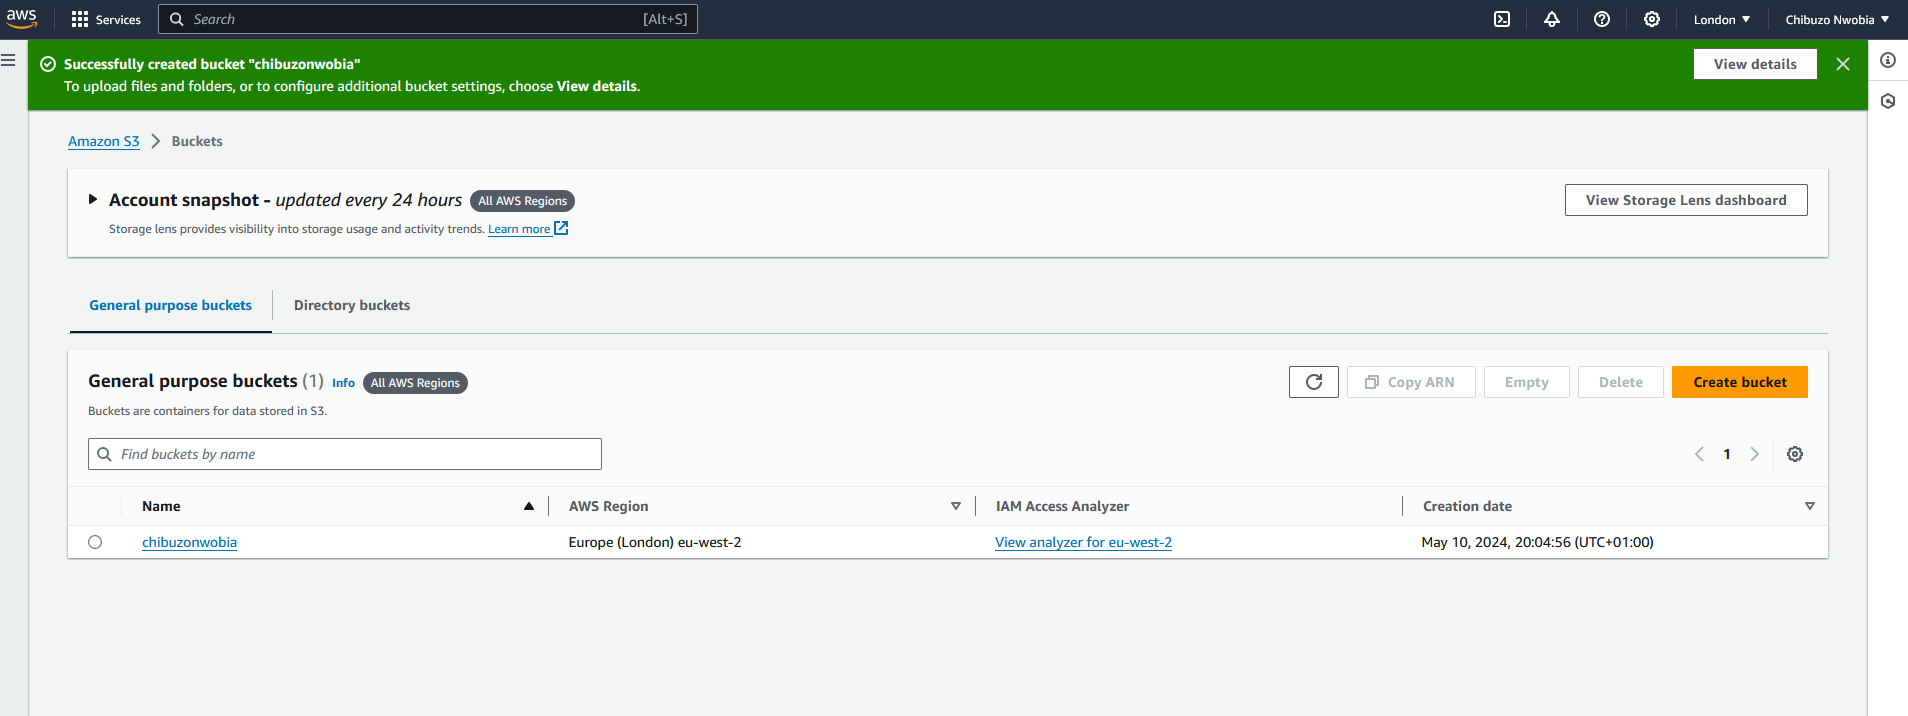 aws Services Search [Alt+S] London Chibuzo Nwobia
Successfully created bucket "chibuzonwobia"
To upload files and folders, or to configure additional bucket settings, choose View details.
View details
Amazon S3 Buckets
Account snapshot - updated every 24 hours All AWS Regions
Storage lens provides visibility into storage usage and activity trends. Learn more
View Storage Lens dashboard
General purpose buckets Directory buckets
General purpose buckets (1) Info All AWS Regions
Buckets are containers for data stored in S3.
Copy ARN Empty Delete Create bucket
Find buckets by name
1
Name AWS Region IAM Access Analyzer Creation date
chibuzonwobia Europe (London) eu-west-2 View analyzer for eu-west-2 May 10, 2024, 20:04:56 (UTC+01:00)